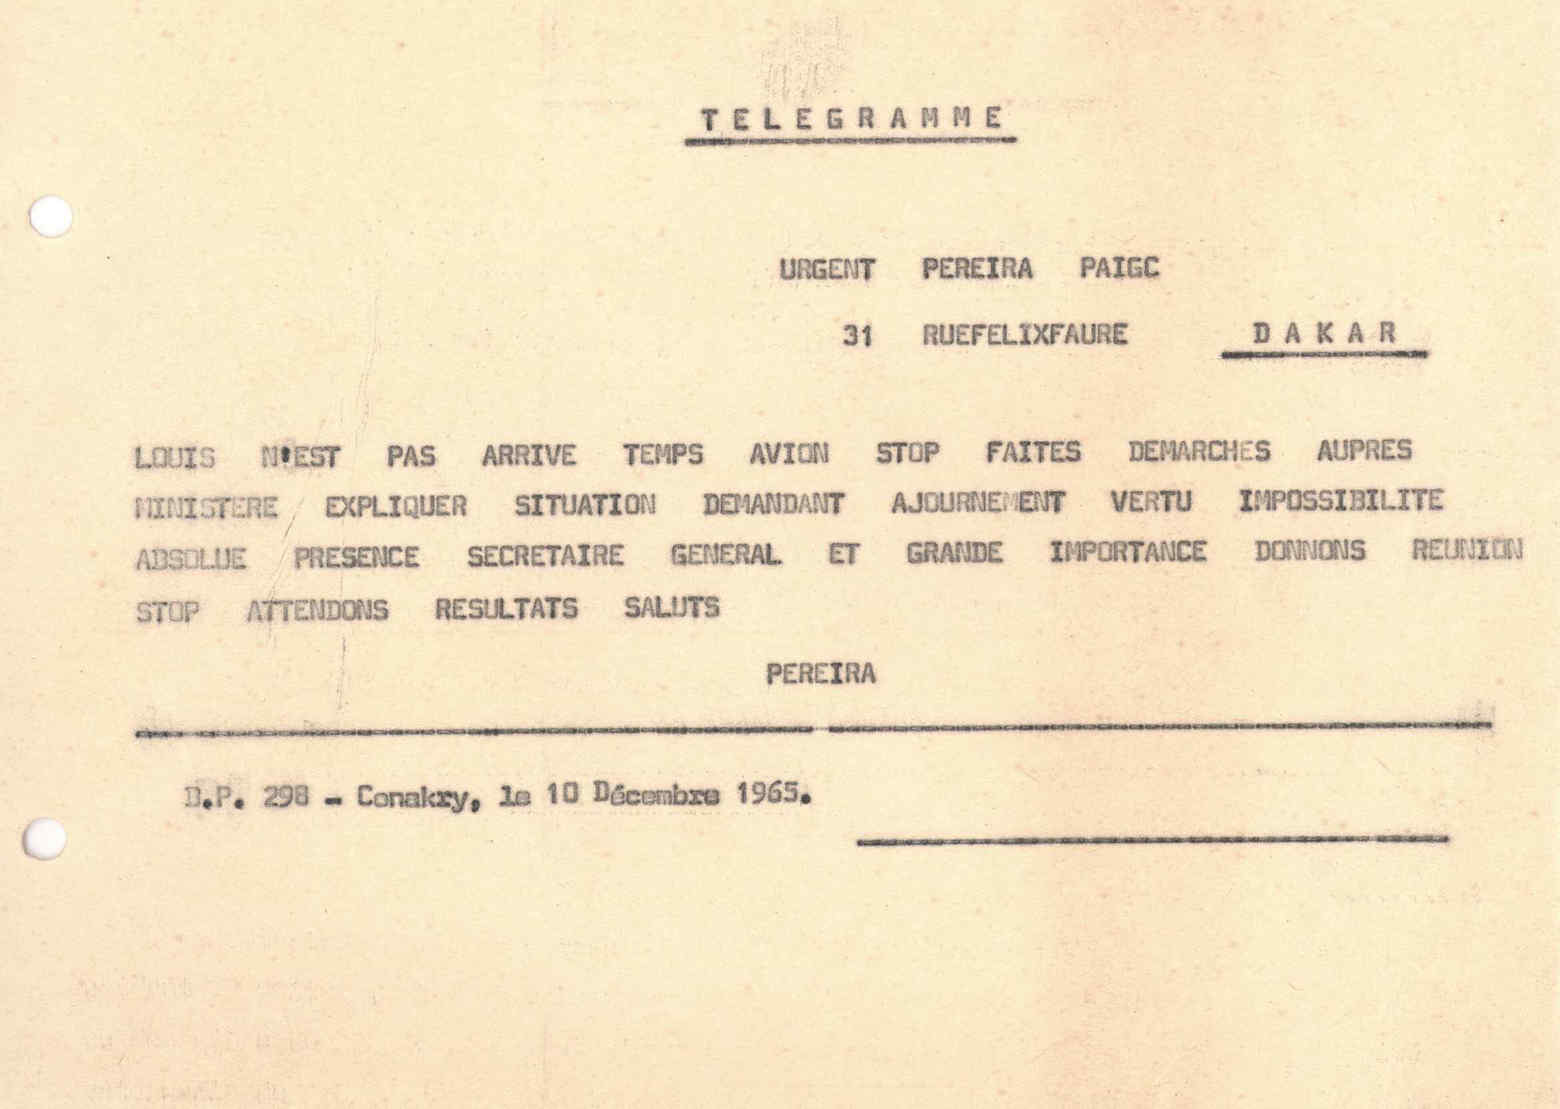 TELEGRAMME
URGENT PEREIRA PAIGC
31 RUEFELIXFAURE DAKAR
LOUIS N'EST PAS ARRIVE TEMPS AVION STOP FAITES DEMARCHES AUPRES
MINISTERE EXPLIQUER SITUATION DEMANDANT AJOURNEMENT VERTU IMPOSSIBILITE
ABSOLUE PRESENCE SECRETAIRE GENERAL ET GRANDE IMPORTANCE DONNONS REUNION
STOP ATTENDONS RESULTATS SALUTS
PEREIRA
B.P. 298 - Conakry, le 10 Décembre 1965.